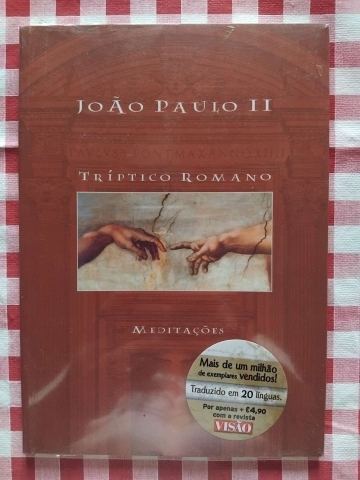 JOÃO PAULO II
TRÍPTICO ROMANO
MEDITAÇÕES
Mais de um milhão
de exemplares vendidos!
Traduzido em 20 línguas.
Por apenas + €4,90
com a revista
VISÃO